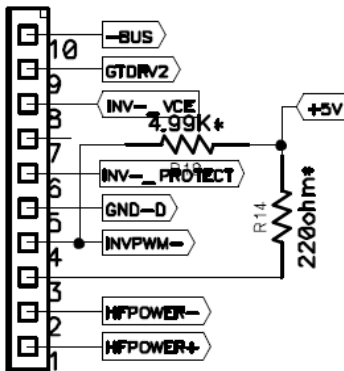 -BUS
10
GTDRV2
9
INV-_VCE
8
4.99K*
+5V
7
R19
INV-_PROTECT
6
GND-D
5
R14
220ohm*
INVPWM-
4
3
HFPOWER-
2
HFPOWER+
1